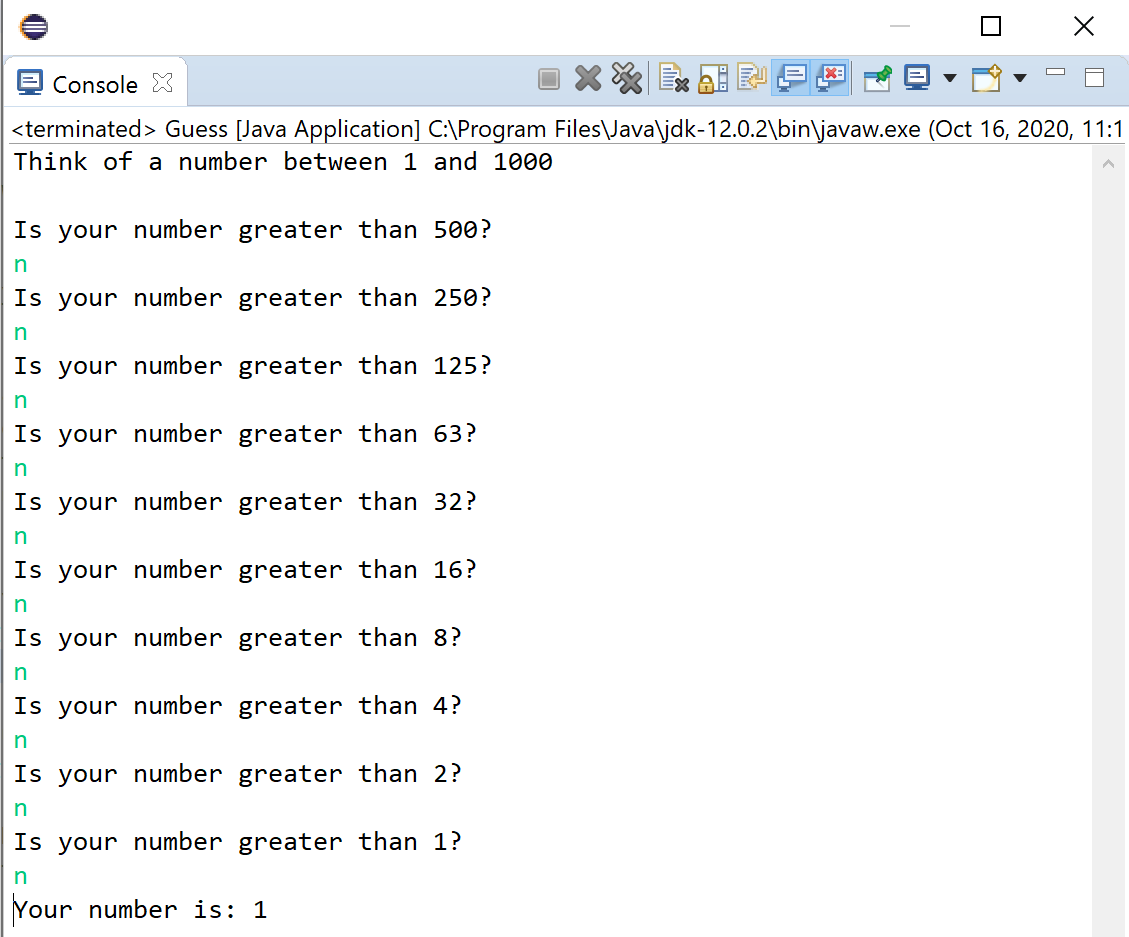 Console
<terminated> Guess [Java Application] C:\Program Files\Java\jdk-12.0.2\bin\javaw.exe (Oct 16, 2020, 11:1
Think of a number between 1 and 1000
Is your number greater than 500?
n
Is your number greater than 250?
n
Is your number greater than 125?
n
Is your number greater than 63?
n
Is your number greater than 32?
n
Is your number greater than 16?
n
Is your number greater than 8?
n
Is your number greater than 4?
n
Is your number greater than 2?
n
Is your number greater than 1?
n
Your number is: 1